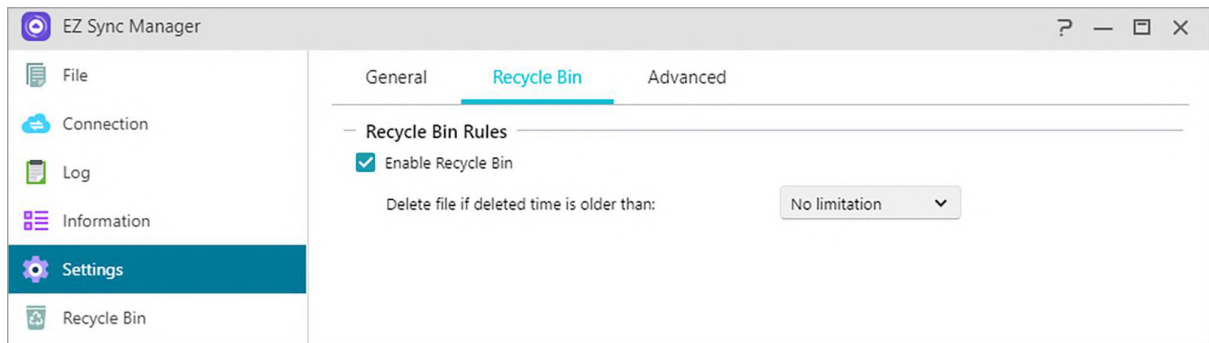 EZ Sync Manager
File
Connection
Log
Information
Settings
Recycle Bin
General Recycle Bin Advanced
Recycle Bin Rules
Enable Recycle Bin
Delete file if deleted time is older than: No limitation